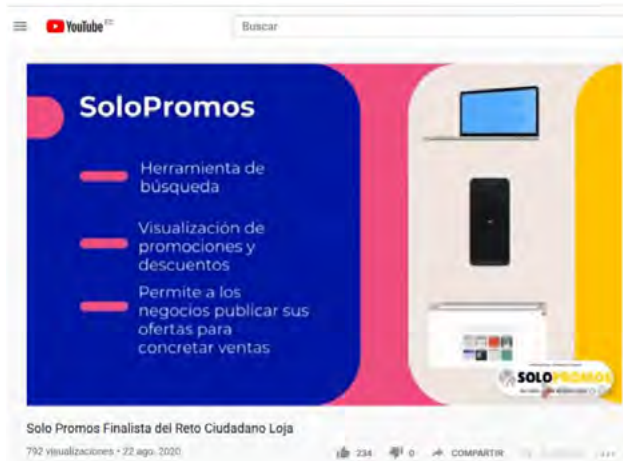 YouTube EC
Buscar
SoloPromos
Herramienta de
búsqueda
Visualización de
promociones y
descuentos
Permite a los
negocios publicar sus
ofertas para
concretar ventas
SOLOPROMOS
Solo Promos Finalista del Reto Ciudadano Loja
792 visualizaciones • 22 ago. 2020
234 0 COMPARTIR